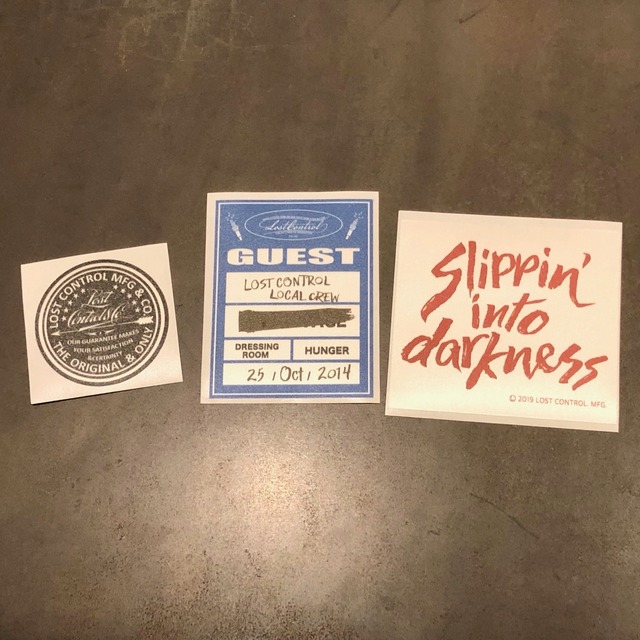 LOST CONTROL MFG & CO.
Lost
Control&Co.
OUR GUARANTEE MAKES
YOUR SATISFACTION
&CERTAINTY
THE ORIGINAL & ONLY
Lost Control
GUEST
LOST CONTROL
LOCAL CREW
DRESSING
ROOM
HUNGER
25 / Oct / 2014
Slippin'
into
darkness
© 2019 LOST CONTROL. MFG.